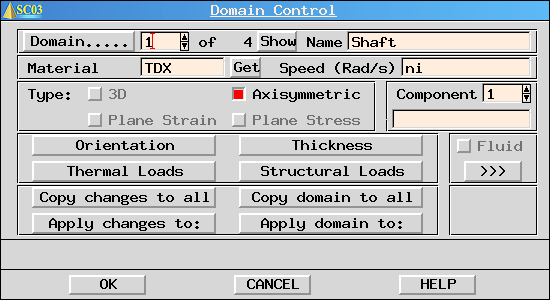 SC03 Domain Control
Domain..... 1 of 4 Show Name Shaft
Material TDX Get Speed (Rad/s) ni
Type: 3D Axisymmetric Component 1
Plane Strain Plane Stress
Orientation Thickness Fluid
Thermal Loads Structural Loads >>>
Copy changes to all Copy domain to all
Apply changes to: Apply domain to:
OK CANCEL HELP